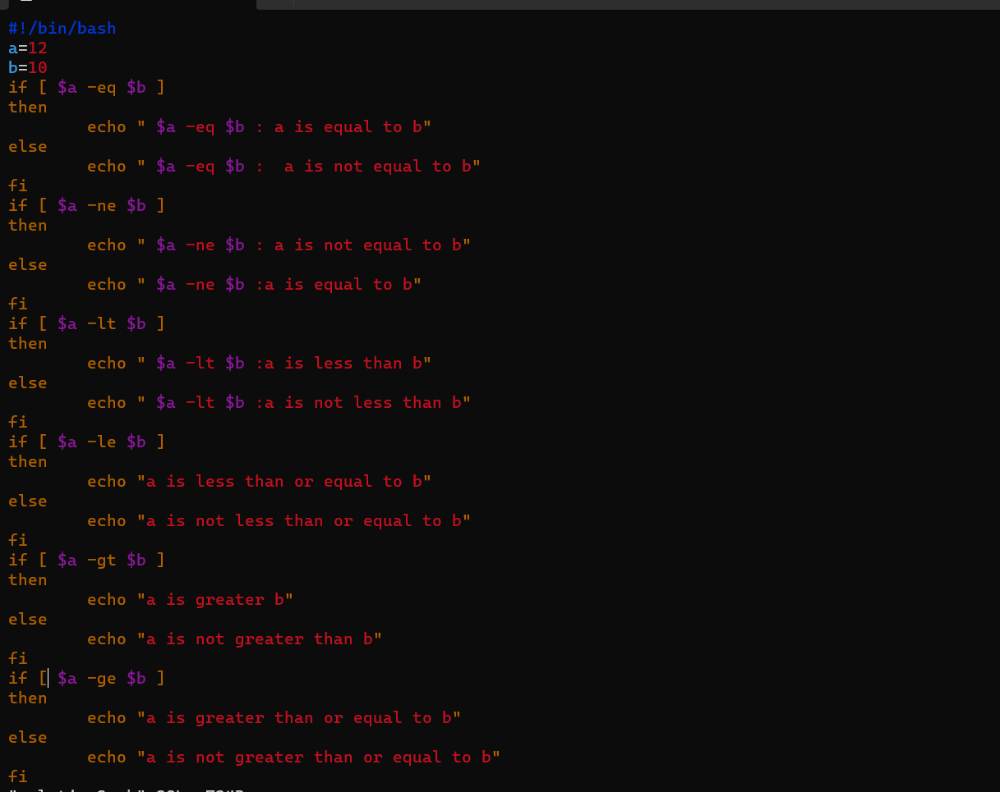 #!/bin/bash
a=12
b=10
if [ $a -eq $b ]
then
        echo " $a -eq $b : a is equal to b"
else
        echo " $a -eq $b :  a is not equal to b"
fi
if [ $a -ne $b ]
then
        echo " $a -ne $b : a is not equal to b"
else
        echo " $a -ne $b :a is equal to b"
fi
if [ $a -lt $b ]
then
        echo " $a -lt $b :a is less than b"
else
        echo " $a -lt $b :a is not less than b"
fi
if [ $a -le $b ]
then
        echo "a is less than or equal to b"
else
        echo "a is not less than or equal to b"
fi
if [ $a -gt $b ]
then
        echo "a is greater b"
else
        echo "a is not greater than b"
fi
if [ $a -ge $b ]
then
        echo "a is greater than or equal to b"
else
        echo "a is not greater than or equal to b"
fi